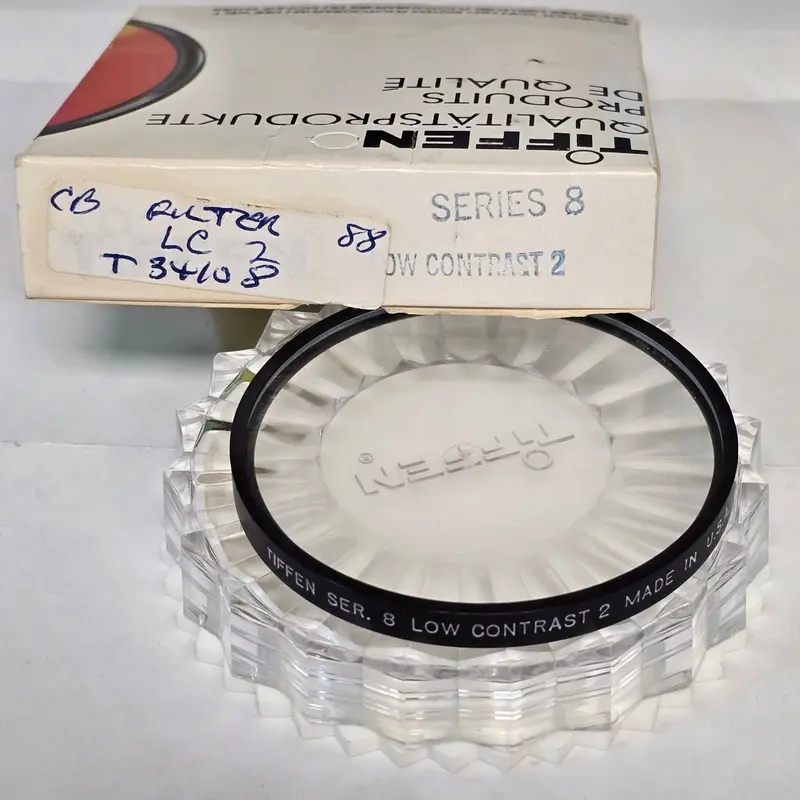 TIFFEN
QUALITÄTSPRODUKTE
PRODUITS
DE QUALITÉ
CB FILTER 88
LC 2
T 34108
SERIES 8
OW CONTRAST 2
TIFFEN®
TIFFEN SER. 8 LOW CONTRAST 2 MADE IN U.S.